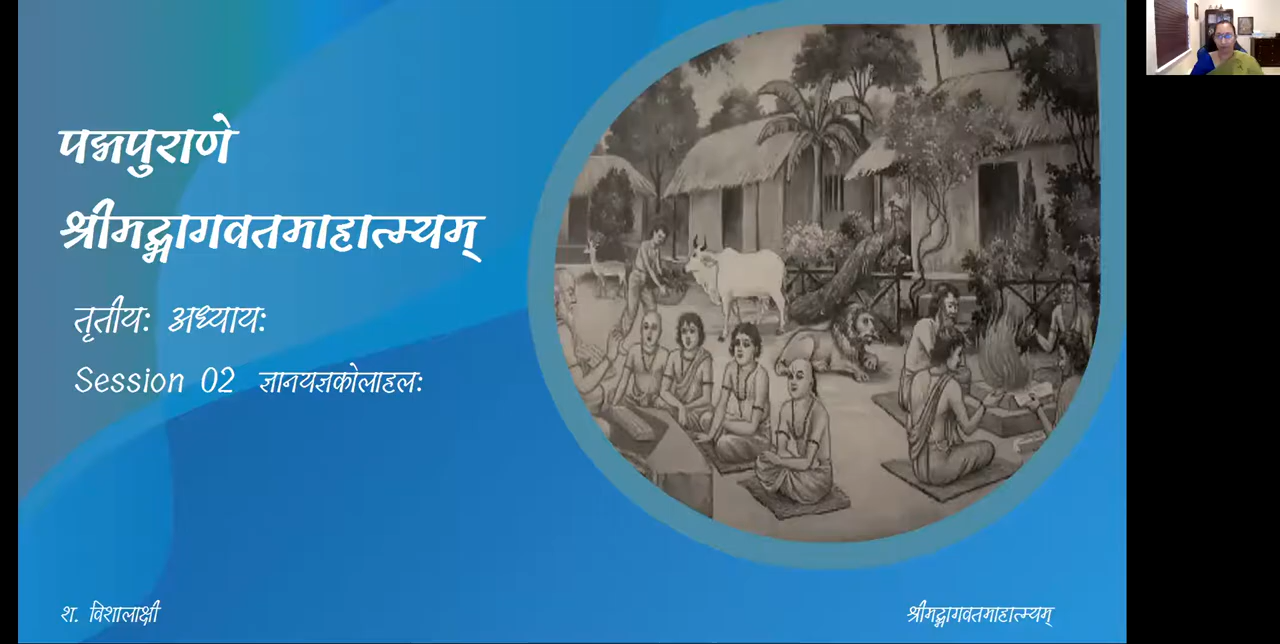 पद्मपुराणे
श्रीमद्भागवतमाहात्म्यम्
तृतीयः अध्यायः
Session 02 ज्ञानयज्ञकोलाहलः
श. विशालाक्षी
श्रीमद्भागवतमाहात्म्यम्